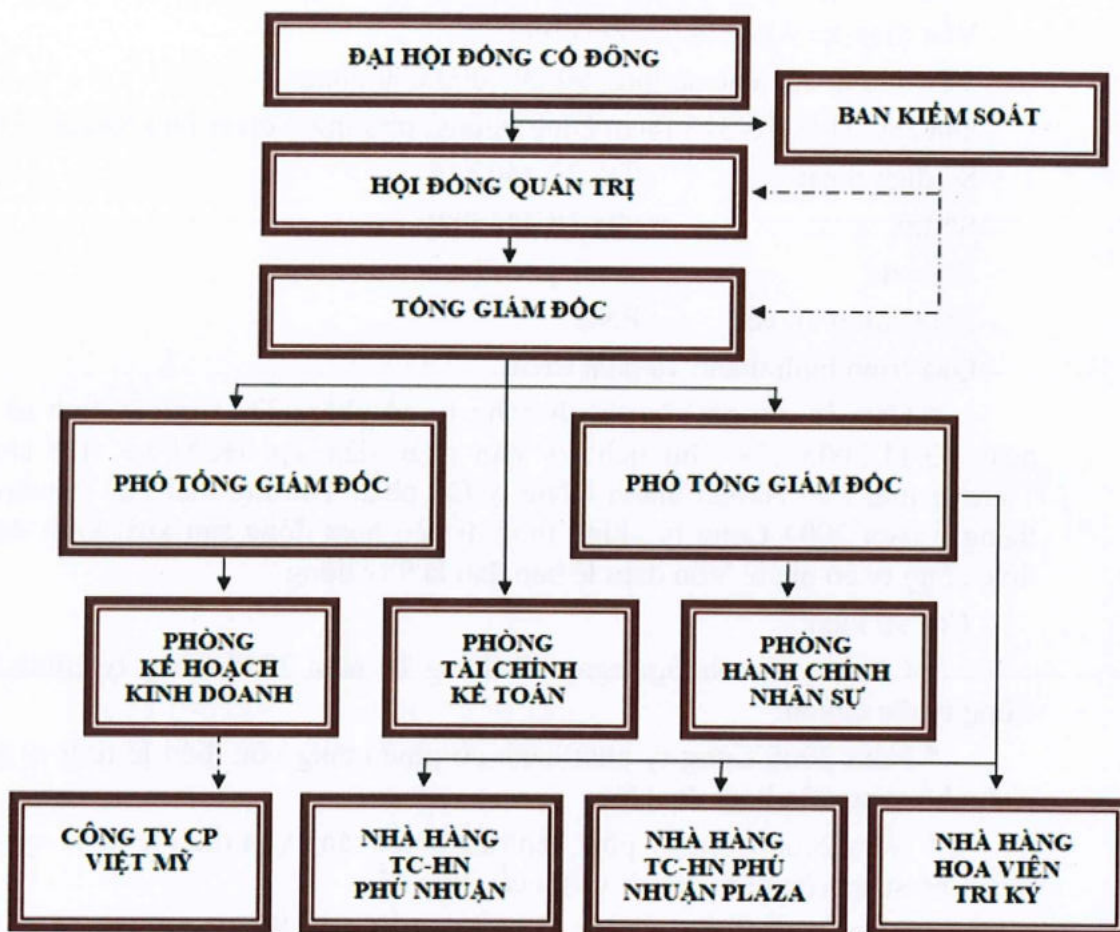 ĐẠI HỘI ĐỒNG CỔ ĐÔNG
BAN KIỂM SOÁT
HỘI ĐỒNG QUẢN TRỊ
TỔNG GIÁM ĐỐC
PHÓ TỔNG GIÁM ĐỐC
PHÓ TỔNG GIÁM ĐỐC
PHÒNG
KẾ HOẠCH
KINH DOANH
PHÒNG
TÀI CHÍNH
KẾ TOÁN
PHÒNG
HÀNH CHÍNH
NHÂN SỰ
CÔNG TY CP
VIỆT MỸ
NHÀ HÀNG
TC-HN
PHÚ NHUẬN
NHÀ HÀNG
TC-HN PHÚ
NHUẬN PLAZA
NHÀ HÀNG
HOA VIÊN
TRI KỶ